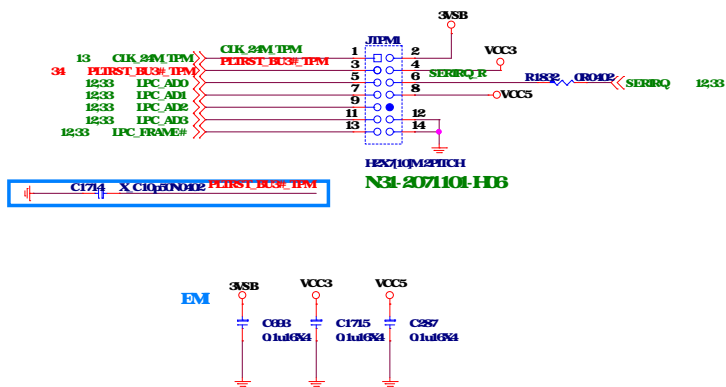 3VSB
JTPM1
13 CLK_24M_TPM CLK_24M_TPM 1 2 VCC3
34 PLTRST_BU3#_TPM PLTRST_BU3#_TPM 3 4
12,33 LPC_AD0 5 6 SERIRQ_R R1832 0R0402 SERIRQ 12,33
12,33 LPC_AD1 7 8 VCC5
12,33 LPC_AD2 9
12,33 LPC_AD3 11 12
12,33 LPC_FRAME# 13 14
H2X7[10]M-2PITCH
N31-2071101-H06
C1714 X_C10p50N0402 PLTRST_BU3#_TPM
EMI
3VSB VCC3 VCC5
C693 C1715 C287
0.1u16X4 0.1u16X4 0.1u16X4